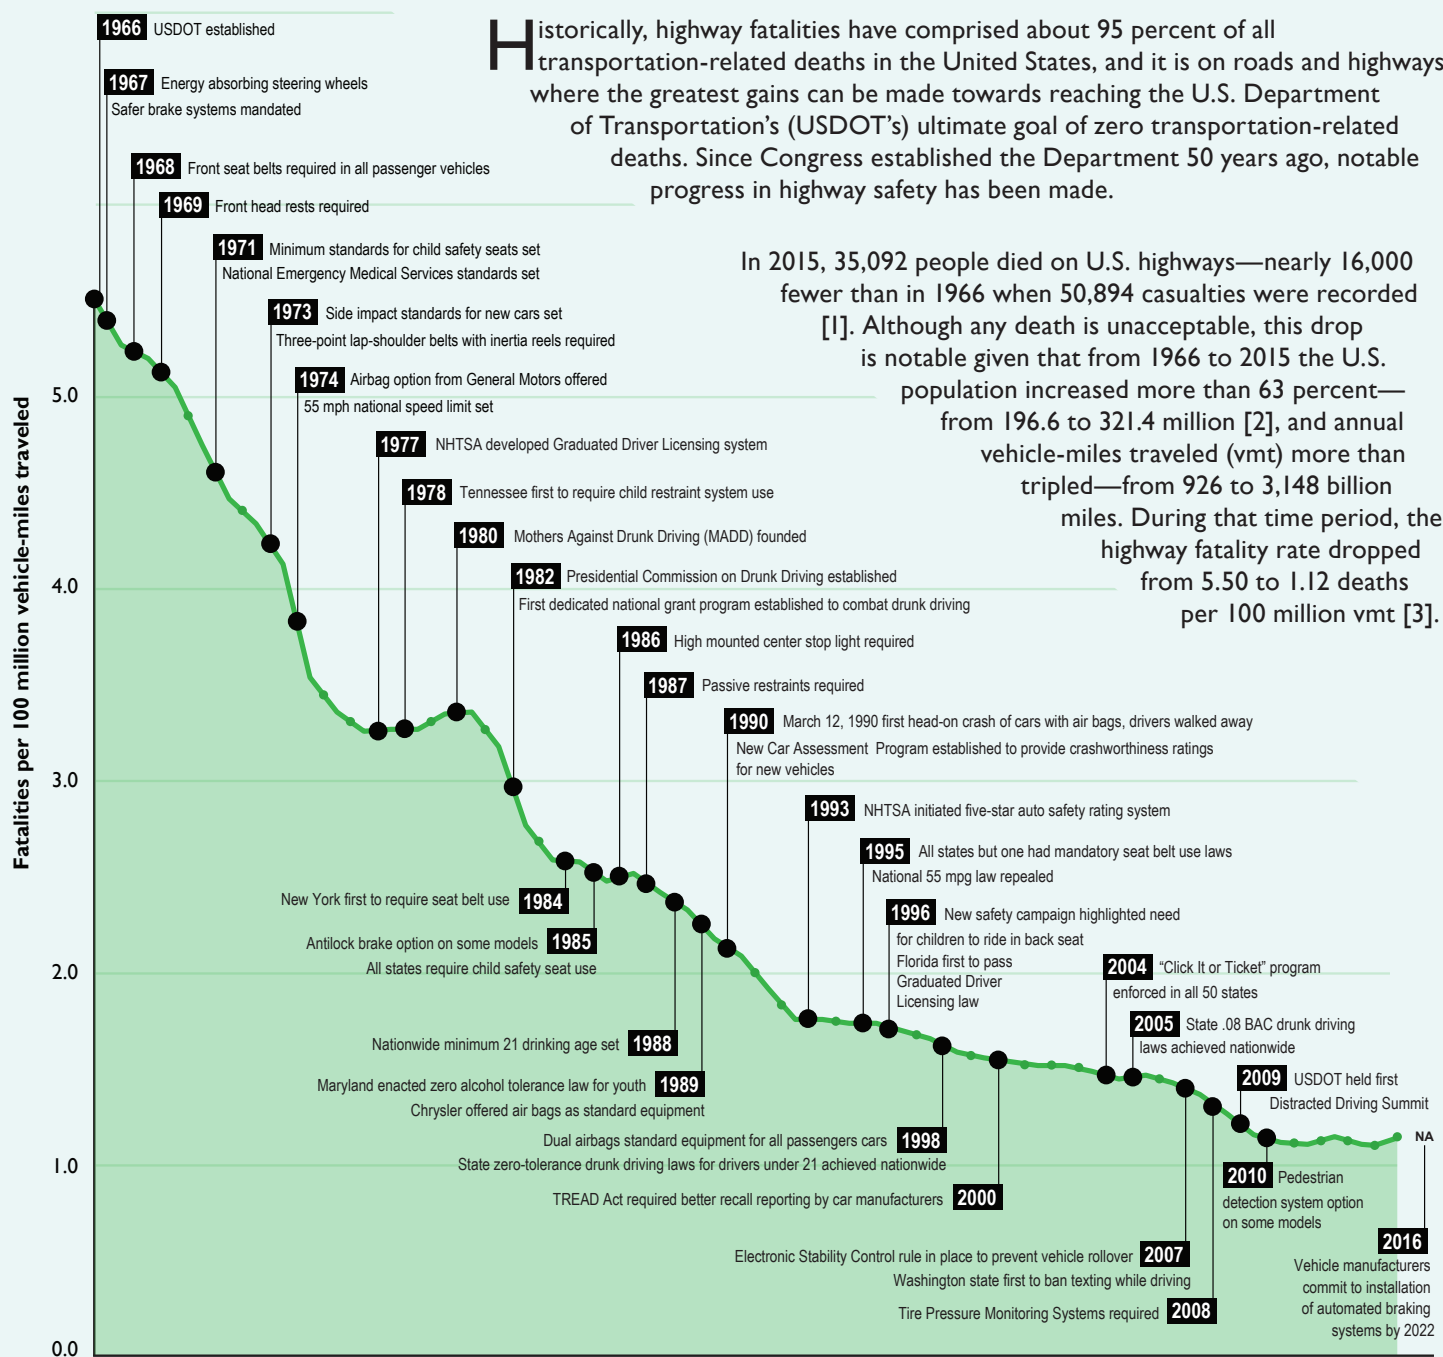 Historically, highway fatalities have comprised about 95 percent of all
transportation-related deaths in the United States, and it is on roads and highways
where the greatest gains can be made towards reaching the U.S. Department
of Transportation's (USDOT's) ultimate goal of zero transportation-related
deaths. Since Congress established the Department 50 years ago, notable
progress in highway safety has been made.
In 2015, 35,092 people died on U.S. highways—nearly 16,000
fewer than in 1966 when 50,894 casualties were recorded
[1]. Although any death is unacceptable, this drop
is notable given that from 1966 to 2015 the U.S.
population increased more than 63 percent—
from 196.6 to 321.4 million [2], and annual
vehicle-miles traveled (vmt) more than
tripled—from 926 to 3,148 billion
miles. During that time period, the
highway fatality rate dropped
from 5.50 to 1.12 deaths
per 100 million vmt [3].
Fatalities per 100 million vehicle-miles traveled
5.0
4.0
3.0
2.0
1.0
0.0
1966 USDOT established
1967 Energy absorbing steering wheels
Safer brake systems mandated
1968 Front seat belts required in all passenger vehicles
1969 Front head rests required
1971 Minimum standards for child safety seats set
National Emergency Medical Services standards set
1973 Side impact standards for new cars set
Three-point lap-shoulder belts with inertia reels required
1974 Airbag option from General Motors offered
55 mph national speed limit set
1977 NHTSA developed Graduated Driver Licensing system
1978 Tennessee first to require child restraint system use
1980 Mothers Against Drunk Driving (MADD) founded
1982 Presidential Commission on Drunk Driving established
First dedicated national grant program established to combat drunk driving
New York first to require seat belt use 1984
Antilock brake option on some models 1985
All states require child safety seat use
1986 High mounted center stop light required
1987 Passive restraints required
Nationwide minimum 21 drinking age set 1988
Maryland enacted zero alcohol tolerance law for youth 1989
Chrysler offered air bags as standard equipment
1990 March 12, 1990 first head-on crash of cars with air bags, drivers walked away
New Car Assessment Program established to provide crashworthiness ratings
for new vehicles
1993 NHTSA initiated five-star auto safety rating system
1995 All states but one had mandatory seat belt use laws
National 55 mpg law repealed
1996 New safety campaign highlighted need
for children to ride in back seat
Florida first to pass
Graduated Driver
Licensing law
Dual airbags standard equipment for all passengers cars 1998
State zero-tolerance drunk driving laws for drivers under 21 achieved nationwide
TREAD Act required better recall reporting by car manufacturers 2000
2004 "Click It or Ticket" program
enforced in all 50 states
2005 State .08 BAC drunk driving
laws achieved nationwide
Electronic Stability Control rule in place to prevent vehicle rollover 2007
Washington state first to ban texting while driving
Tire Pressure Monitoring Systems required 2008
2009 USDOT held first
Distracted Driving Summit
2010 Pedestrian
detection system option
on some models
NA
2016
Vehicle manufacturers
commit to installation
of automated braking
systems by 2022